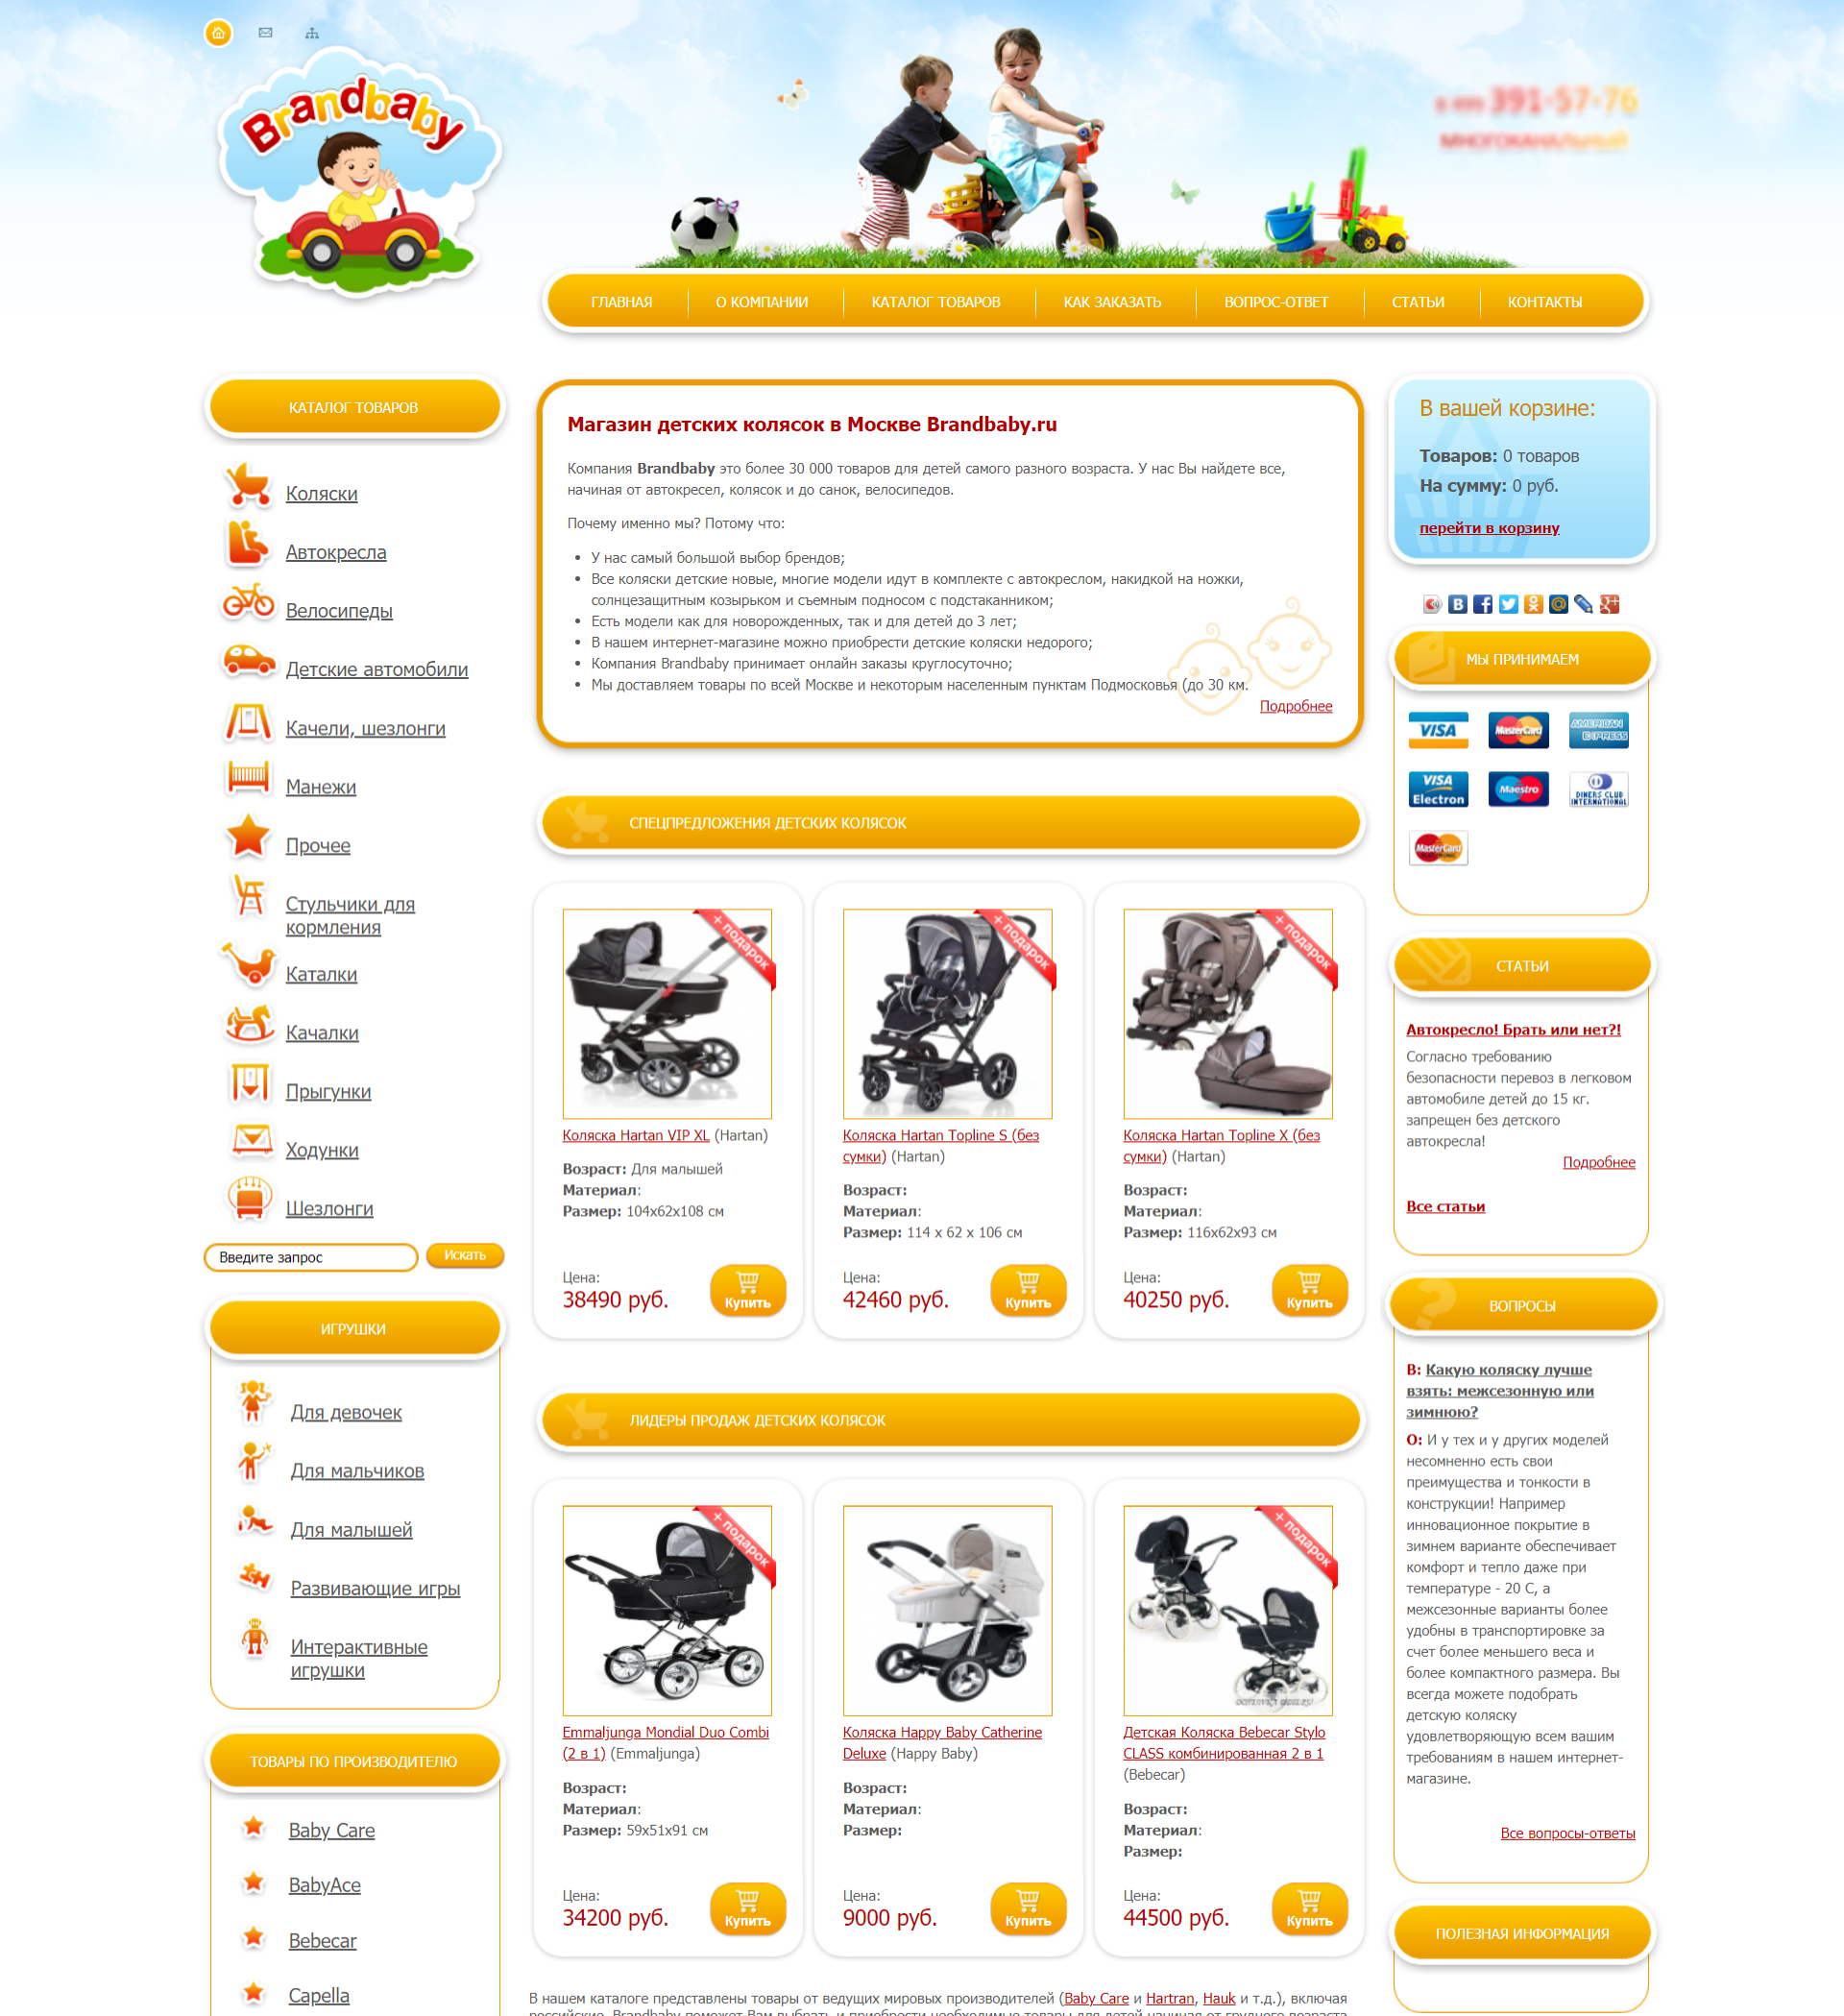 Brandbaby
391-57-76
МНОГОКАНАЛЬНЫЙ
ГЛАВНАЯ
О КОМПАНИИ
КАТАЛОГ ТОВАРОВ
КАК ЗАКАЗАТЬ
ВОПРОС-ОТВЕТ
СТАТЬИ
КОНТАКТЫ
КАТАЛОГ ТОВАРОВ
Коляски
Автокресла
Велосипеды
Детские автомобили
Качели, шезлонги
Манежи
Прочее
Стульчики для
кормления
Каталки
Качалки
Прыгунки
Ходунки
Шезлонги
Введите запрос
Искать
ИГРУШКИ
Для девочек
Для мальчиков
Для малышей
Развивающие игры
Интерактивные
игрушки
ТОВАРЫ ПО ПРОИЗВОДИТЕЛЮ
Baby Care
BabyAce
Bebecar
Capella
Магазин детских колясок в Москве Brandbaby.ru
Компания Brandbaby это более 30 000 товаров для детей самого разного возраста. У нас Вы найдете все,
начиная от автокресел, колясок и до санок, велосипедов.
Почему именно мы? Потому что:
• У нас самый большой выбор брендов;
• Все коляски детские новые, многие модели идут в комплекте с автокреслом, накидкой на ножки,
солнцезащитным козырьком и съемным подносом с подстаканником;
• Есть модели как для новорожденных, так и для детей до 3 лет;
• В нашем интернет-магазине можно приобрести детские коляски недорого;
• Компания Brandbaby принимает онлайн заказы круглосуточно;
• Мы доставляем товары по всей Москве и некоторым населенным пунктам Подмосковья (до 30 км.
Подробнее
СПЕЦПРЕДЛОЖЕНИЯ ДЕТСКИХ КОЛЯСОК
+ подарок
Коляска Hartan VIP XL (Hartan)
Возраст: Для малышей
Материал:
Размер: 104x62x108 см
Цена:
38490 руб.
Купить
+ подарок
Коляска Hartan Topline S (без
сумки) (Hartan)
Возраст:
Материал:
Размер: 114 x 62 x 106 см
Цена:
42460 руб.
Купить
+ подарок
Коляска Hartan Topline X (без
сумки) (Hartan)
Возраст:
Материал:
Размер: 116x62x93 см
Цена:
40250 руб.
Купить
ЛИДЕРЫ ПРОДАЖ ДЕТСКИХ КОЛЯСОК
+ подарок
Emmaljunga Mondial Duo Combi
(2 в 1) (Emmaljunga)
Возраст:
Материал:
Размер: 59x51x91 см
Цена:
34200 руб.
Купить
Коляска Happy Baby Catherine
Deluxe (Happy Baby)
Возраст:
Материал:
Размер:
Цена:
9000 руб.
Купить
+ подарок
Детская Коляска Bebecar Stylo
CLASS комбинированная 2 в 1
(Bebecar)
Возраст:
Материал:
Размер:
Цена:
44500 руб.
Купить
В нашем каталоге представлены товары от ведущих мировых производителей (Baby Care и Hartran, Hauk и т.д.), включая
российские. Brandbaby поможет Вам выбрать и приобрести необходимые товары для детей начиная от грудного возраста
В вашей корзине:
Товаров: 0 товаров
На сумму: 0 руб.
перейти в корзину
МЫ ПРИНИМАЕМ
VISA
MasterCard
AMERICAN EXPRESS
VISA Electron
Maestro
DINERS CLUB INTERNATIONAL
MasterCard ELECTRONIC
СТАТЬИ
Автокресло! Брать или нет?!
Согласно требованию
безопасности перевоз в легковом
автомобиле детей до 15 кг.
запрещен без детского
автокресла!
Подробнее
Все статьи
ВОПРОСЫ
В: Какую коляску лучше
взять: межсезонную или
зимнюю?
О: И у тех и у других моделей
несомненно есть свои
преимущества и тонкости в
конструкции! Например
инновационное покрытие в
зимнем варианте обеспечивает
комфорт и тепло даже при
температуре - 20 С, а
межсезонные варианты более
удобны в транспортировке за
счет более меньшего веса и
более компактного размера. Вы
всегда можете подобрать
детскую коляску
удовлетворяющую всем вашим
требованиям в нашем интернет-
магазине.
Все вопросы-ответы
ПОЛЕЗНАЯ ИНФОРМАЦИЯ